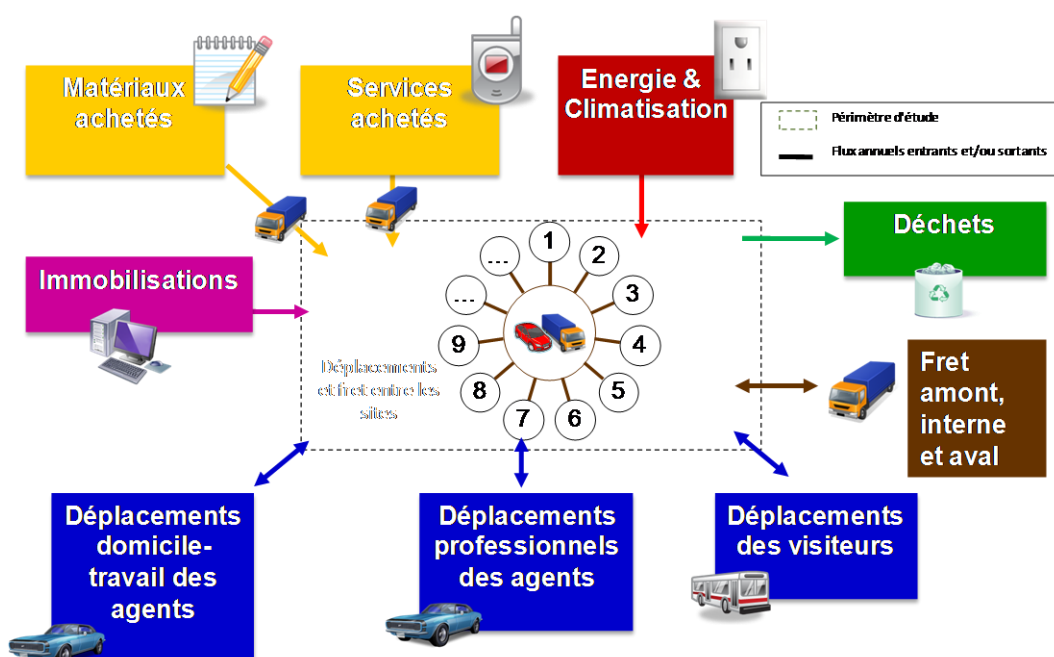 Matériaux
achetés
Services
achetés
Energie &
Climatisation
Périmètre d'étude
Flux annuels entrants et/ou sortants
Déchets
Immobilisations
1
2
3
4
5
6
7
8
9
...
...
Déplacements
et fret entre les
sites
Fret
amont,
interne
et aval
Déplacements
domicile-
travail des
agents
Déplacements
professionnels
des agents
Déplacements
des visiteurs